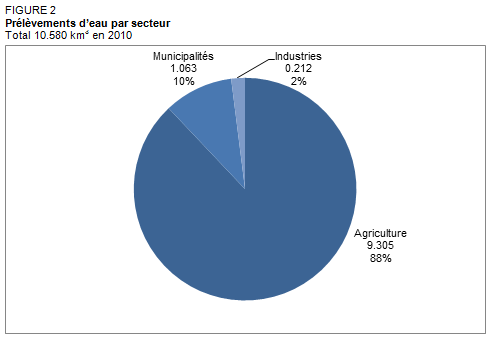 FIGURE 2
Prélèvements d'eau par secteur
Total 10.580 km³ en 2010
Municipalités
1.063
10%
Industries
0.212
2%
Agriculture
9.305
88%